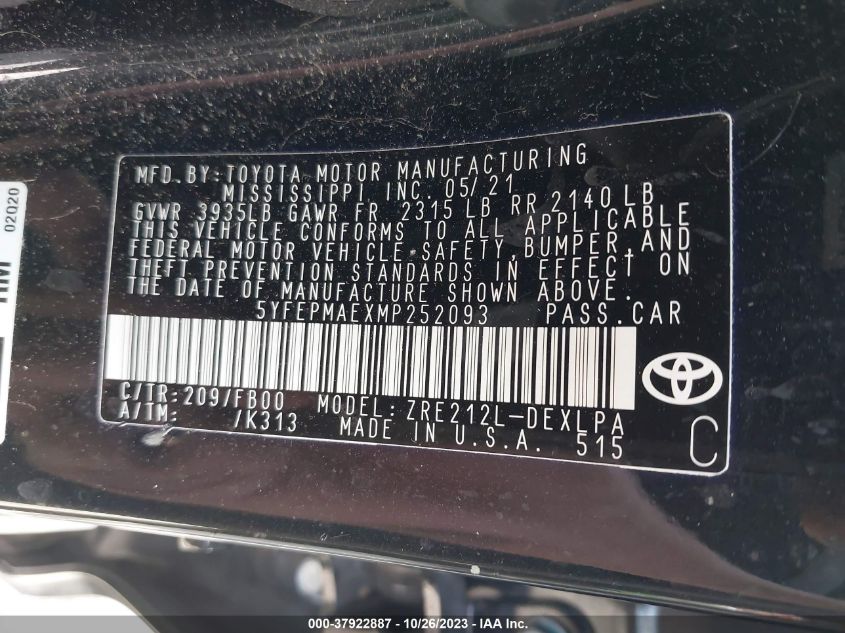 MFD. BY: TOYOTA MOTOR MANUFACTURING
MISSISSIPPI INC. 05/21
GVWR 3935LB GAWR FR 2315 LB RR 2140 LB
THIS VEHICLE CONFORMS TO ALL APPLICABLE
FEDERAL MOTOR VEHICLE SAFETY, BUMPER, AND
THEFT PREVENTION STANDARDS IN EFFECT ON
THE DATE OF MANUFACTURE SHOWN ABOVE.
5YFEPMAEXMP252093 PASS. CAR
C/TR: 209/FB00 MODEL: ZRE212L-DEXLPA
A/TM: /K313 MADE IN U.S.A. 515
C
02020
000-37922887 - 10/26/2023 - IAA Inc.